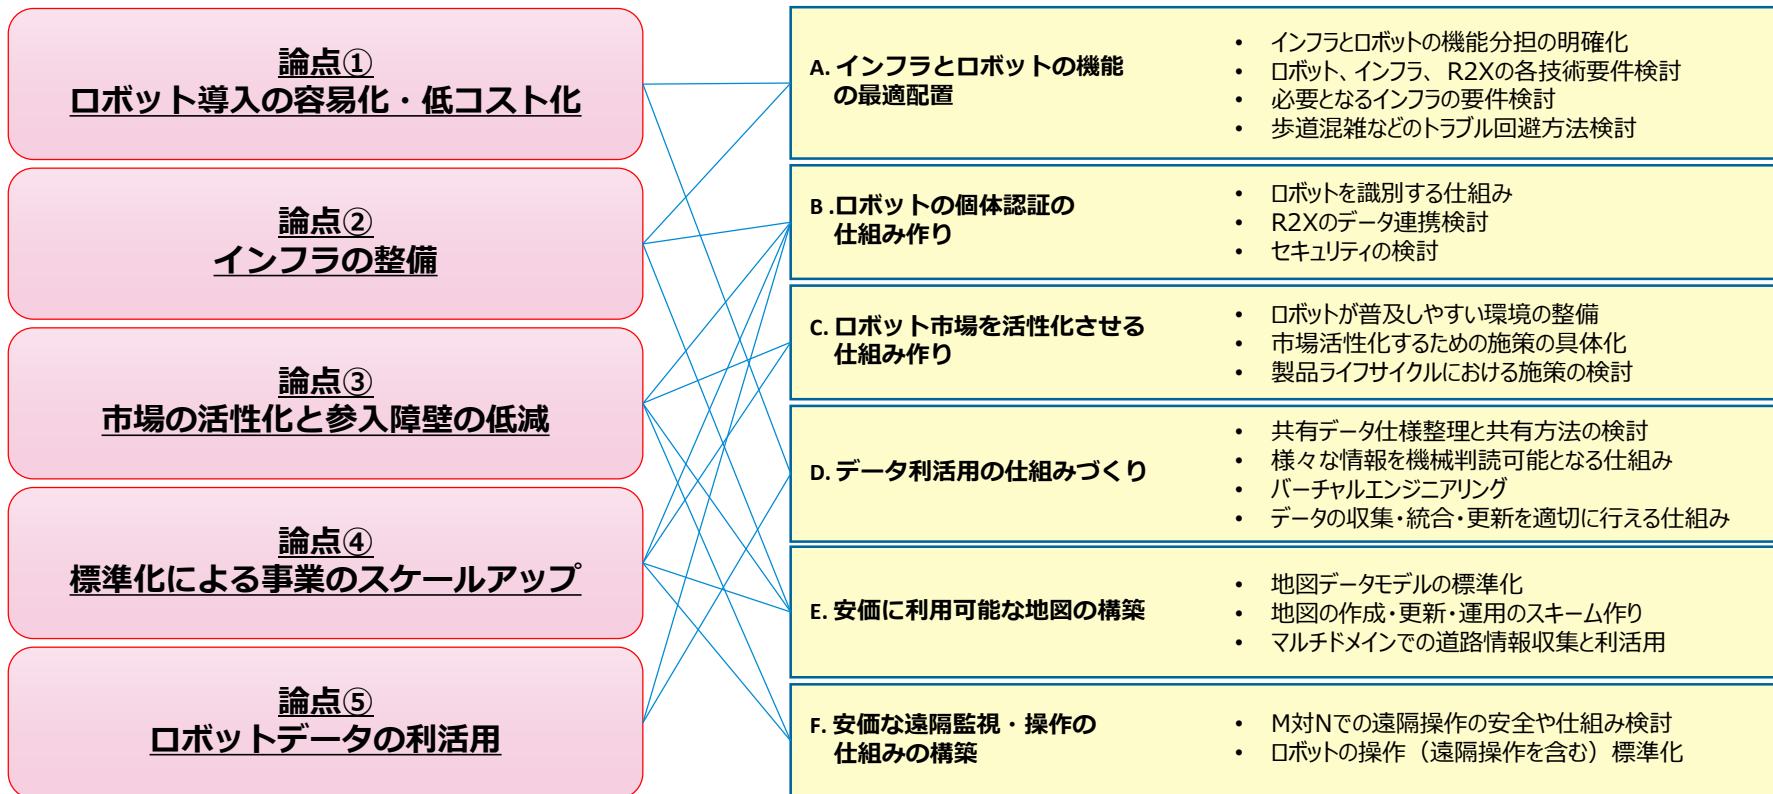 論点①
ロボット導入の容易化・低コスト化
論点②
インフラの整備
論点③
市場の活性化と参入障壁の低減
論点④
標準化による事業のスケールアップ
論点⑤
ロボットデータの利活用
A. インフラとロボットの機能
の最適配置
• インフラとロボットの機能分担の明確化
• ロボット、インフラ、 R2Xの各技術要件検討
• 必要となるインフラの要件検討
• 歩道混雑などのトラブル回避方法検討
B .ロボットの個体認証の
仕組み作り
• ロボットを識別する仕組み
• R2Xのデータ連携検討
• セキュリティの検討
C. ロボット市場を活性化させる
仕組み作り
• ロボットが普及しやすい環境の整備
• 市場活性化するための施策の具体化
• 製品ライフサイクルにおける施策の検討
D. データ利活用の仕組みづくり
• 共有データ仕様整理と共有方法の検討
• 様々な情報を機械判読可能となる仕組み
• バーチャルエンジニアリング
• データの収集・統合・更新を適切に行える仕組み
E. 安価に利用可能な地図の構築
• 地図データモデルの標準化
• 地図の作成・更新・運用のスキーム作り
• マルチドメインでの道路情報収集と利活用
F. 安価な遠隔監視・操作の
仕組みの構築
• M対Nでの遠隔操作の安全や仕組み検討
• ロボットの操作（遠隔操作を含む）標準化